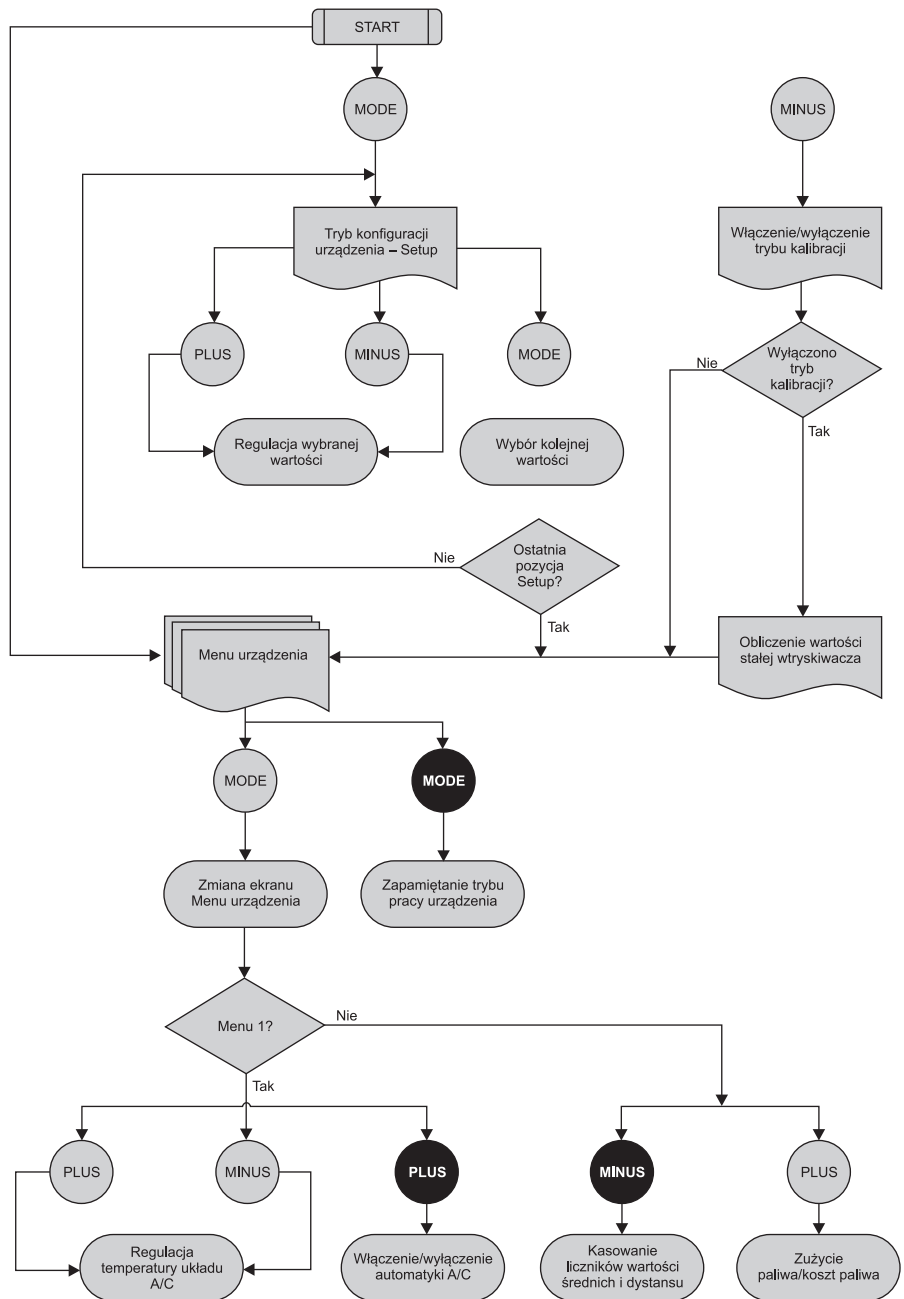 START
MODE
MINUS
Tryb konfiguracji
urządzenia – Setup
Włączenie/wyłączenie
trybu kalibracji
PLUS
MINUS
MODE
Nie
Wyłączono
tryb
kalibracji?
Tak
Regulacja wybranej
wartości
Wybór kolejnej
wartości
Nie
Ostatnia
pozycja
Setup?
Tak
Menu urządzenia
Obliczenie wartości
stałej wtryskiwacza
MODE
MODE
Zmiana ekranu
Menu urządzenia
Zapamiętanie trybu
pracy urządzenia
Menu 1?
Nie
Tak
PLUS
MINUS
PLUS
MINUS
PLUS
Regulacja
temperatury układu
A/C
Włączenie/wyłączenie
automatyki A/C
Kasowanie
liczników wartości
średnich i dystansu
Zużycie
paliwa/koszt paliwa